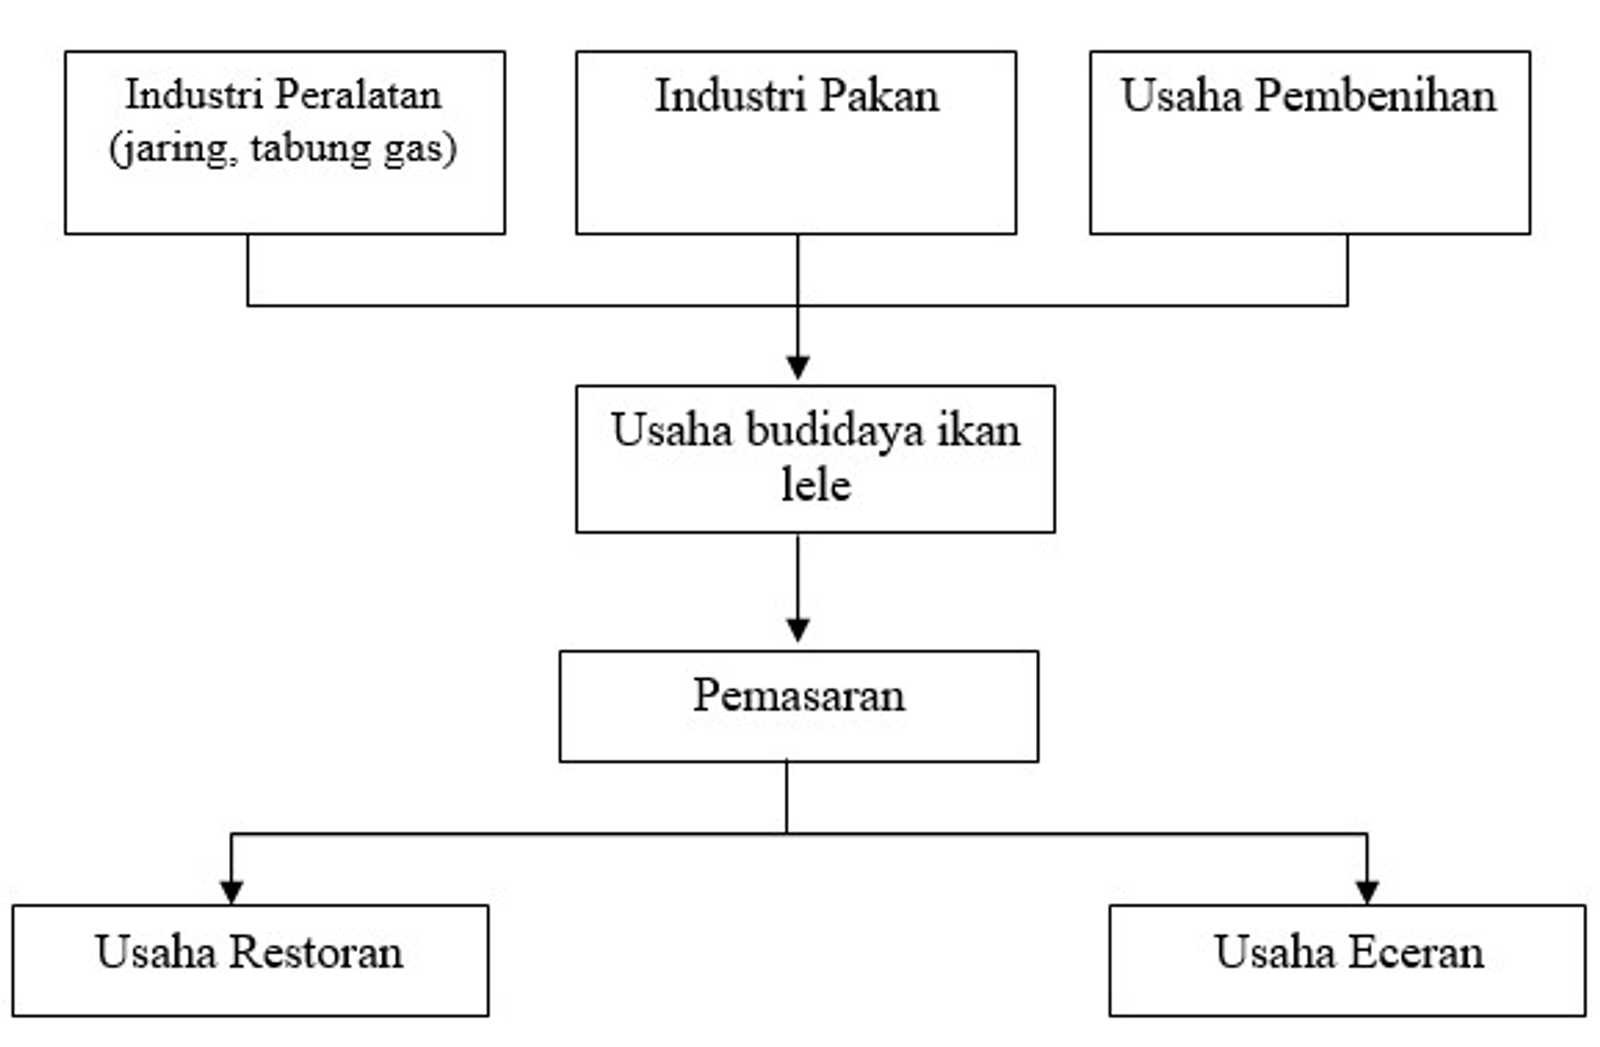 Industri Peralatan
(jaring, tabung gas)
Industri Pakan
Usaha Pembenihan
Usaha budidaya ikan
lele
Pemasaran
Usaha Restoran
Usaha Eceran